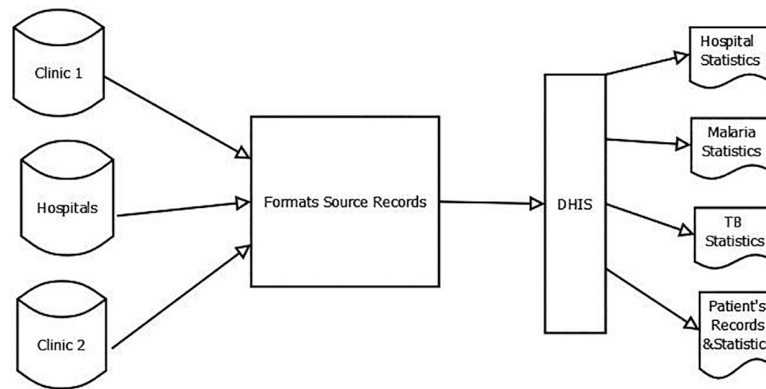 Clinic 1
Hospitals
Clinic 2
Formats Source Records
DHIS
Hospital
Statistics
Malaria
Statistics
TB
Statistics
Patient's
Records
&Statistic